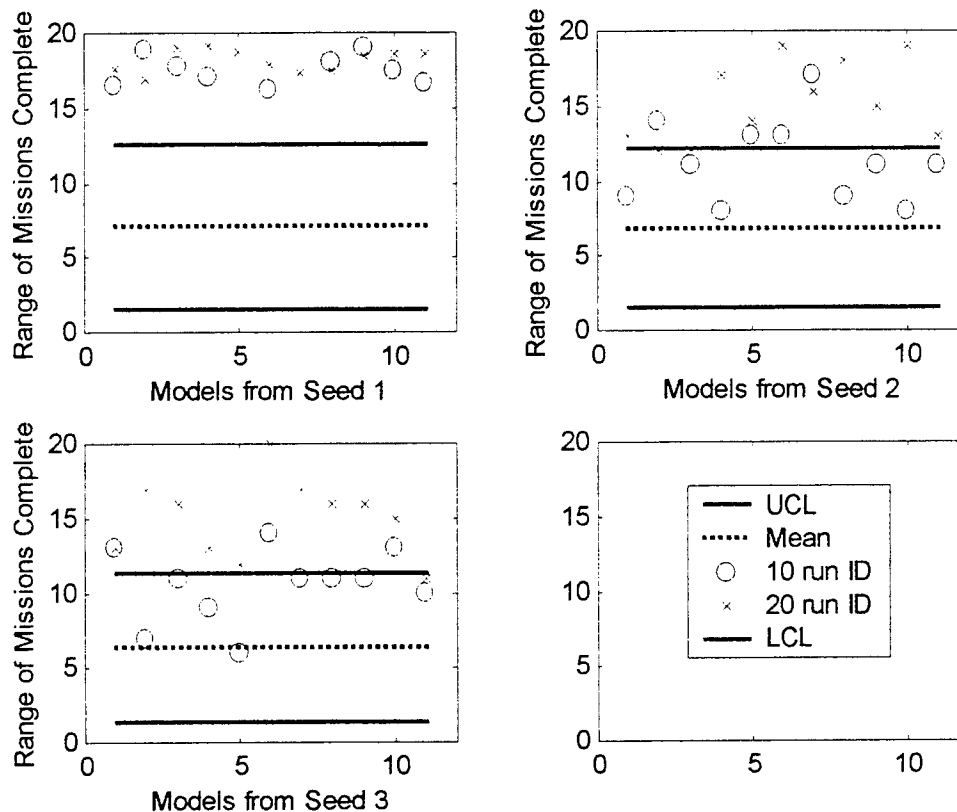 Range of Missions Complete
20
15
10
5
0
0
5
10
Models from Seed 1
Range of Missions Complete
20
15
10
5
0
0
5
10
Models from Seed 2
Range of Missions Complete
20
15
10
5
0
0
5
10
Models from Seed 3
20
15
10
5
0
0
5
10
UCL
Mean
10 run ID
20 run ID
LCL